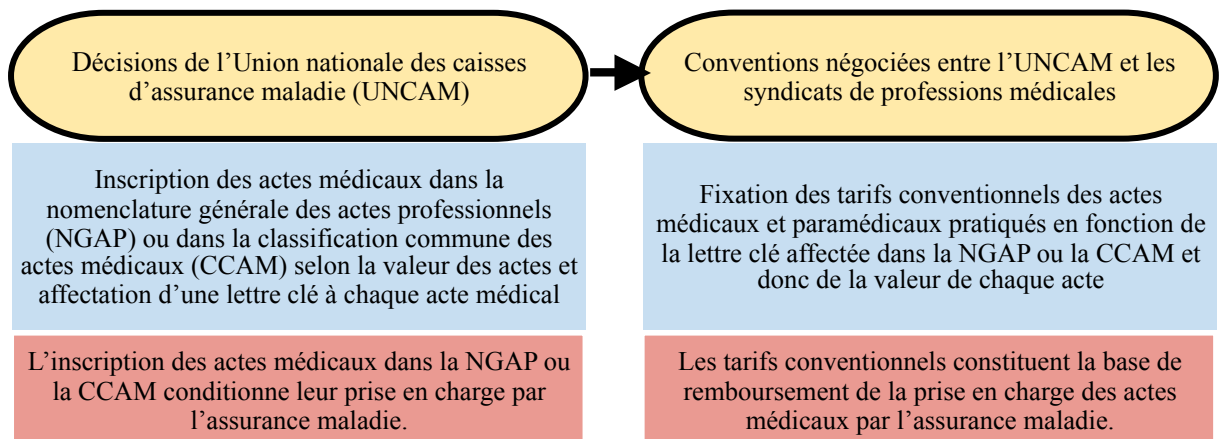 Décisions de l’Union nationale des caisses
d’assurance maladie (UNCAM)
Conventions négociées entre l’UNCAM et les
syndicats de professions médicales
Inscription des actes médicaux dans la
nomenclature générale des actes professionnels
(NGAP) ou dans la classification commune des
actes médicaux (CCAM) selon la valeur des actes et
affectation d’une lettre clé à chaque acte médical
Fixation des tarifs conventionnels des actes
médicaux et paramédicaux pratiqués en fonction de
la lettre clé affectée dans la NGAP ou la CCAM et
donc de la valeur de chaque acte
L’inscription des actes médicaux dans la NGAP ou
la CCAM conditionne leur prise en charge par
l’assurance maladie.
Les tarifs conventionnels constituent la base de
remboursement de la prise en charge des actes
médicaux par l’assurance maladie.